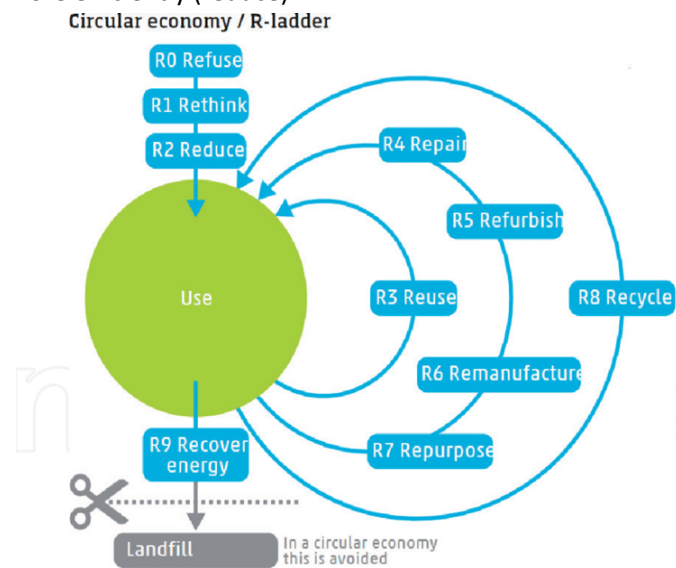 Circular economy / R-ladder
R0 Refuse
R1 Rethink
R2 Reduce
R4 Repair
R5 Refurbish
Use
R3 Reuse
R8 Recycle
R6 Remanufacture
R7 Repurpose
R9 Recover
energy
Landfill
In a circular economy
this is avoided